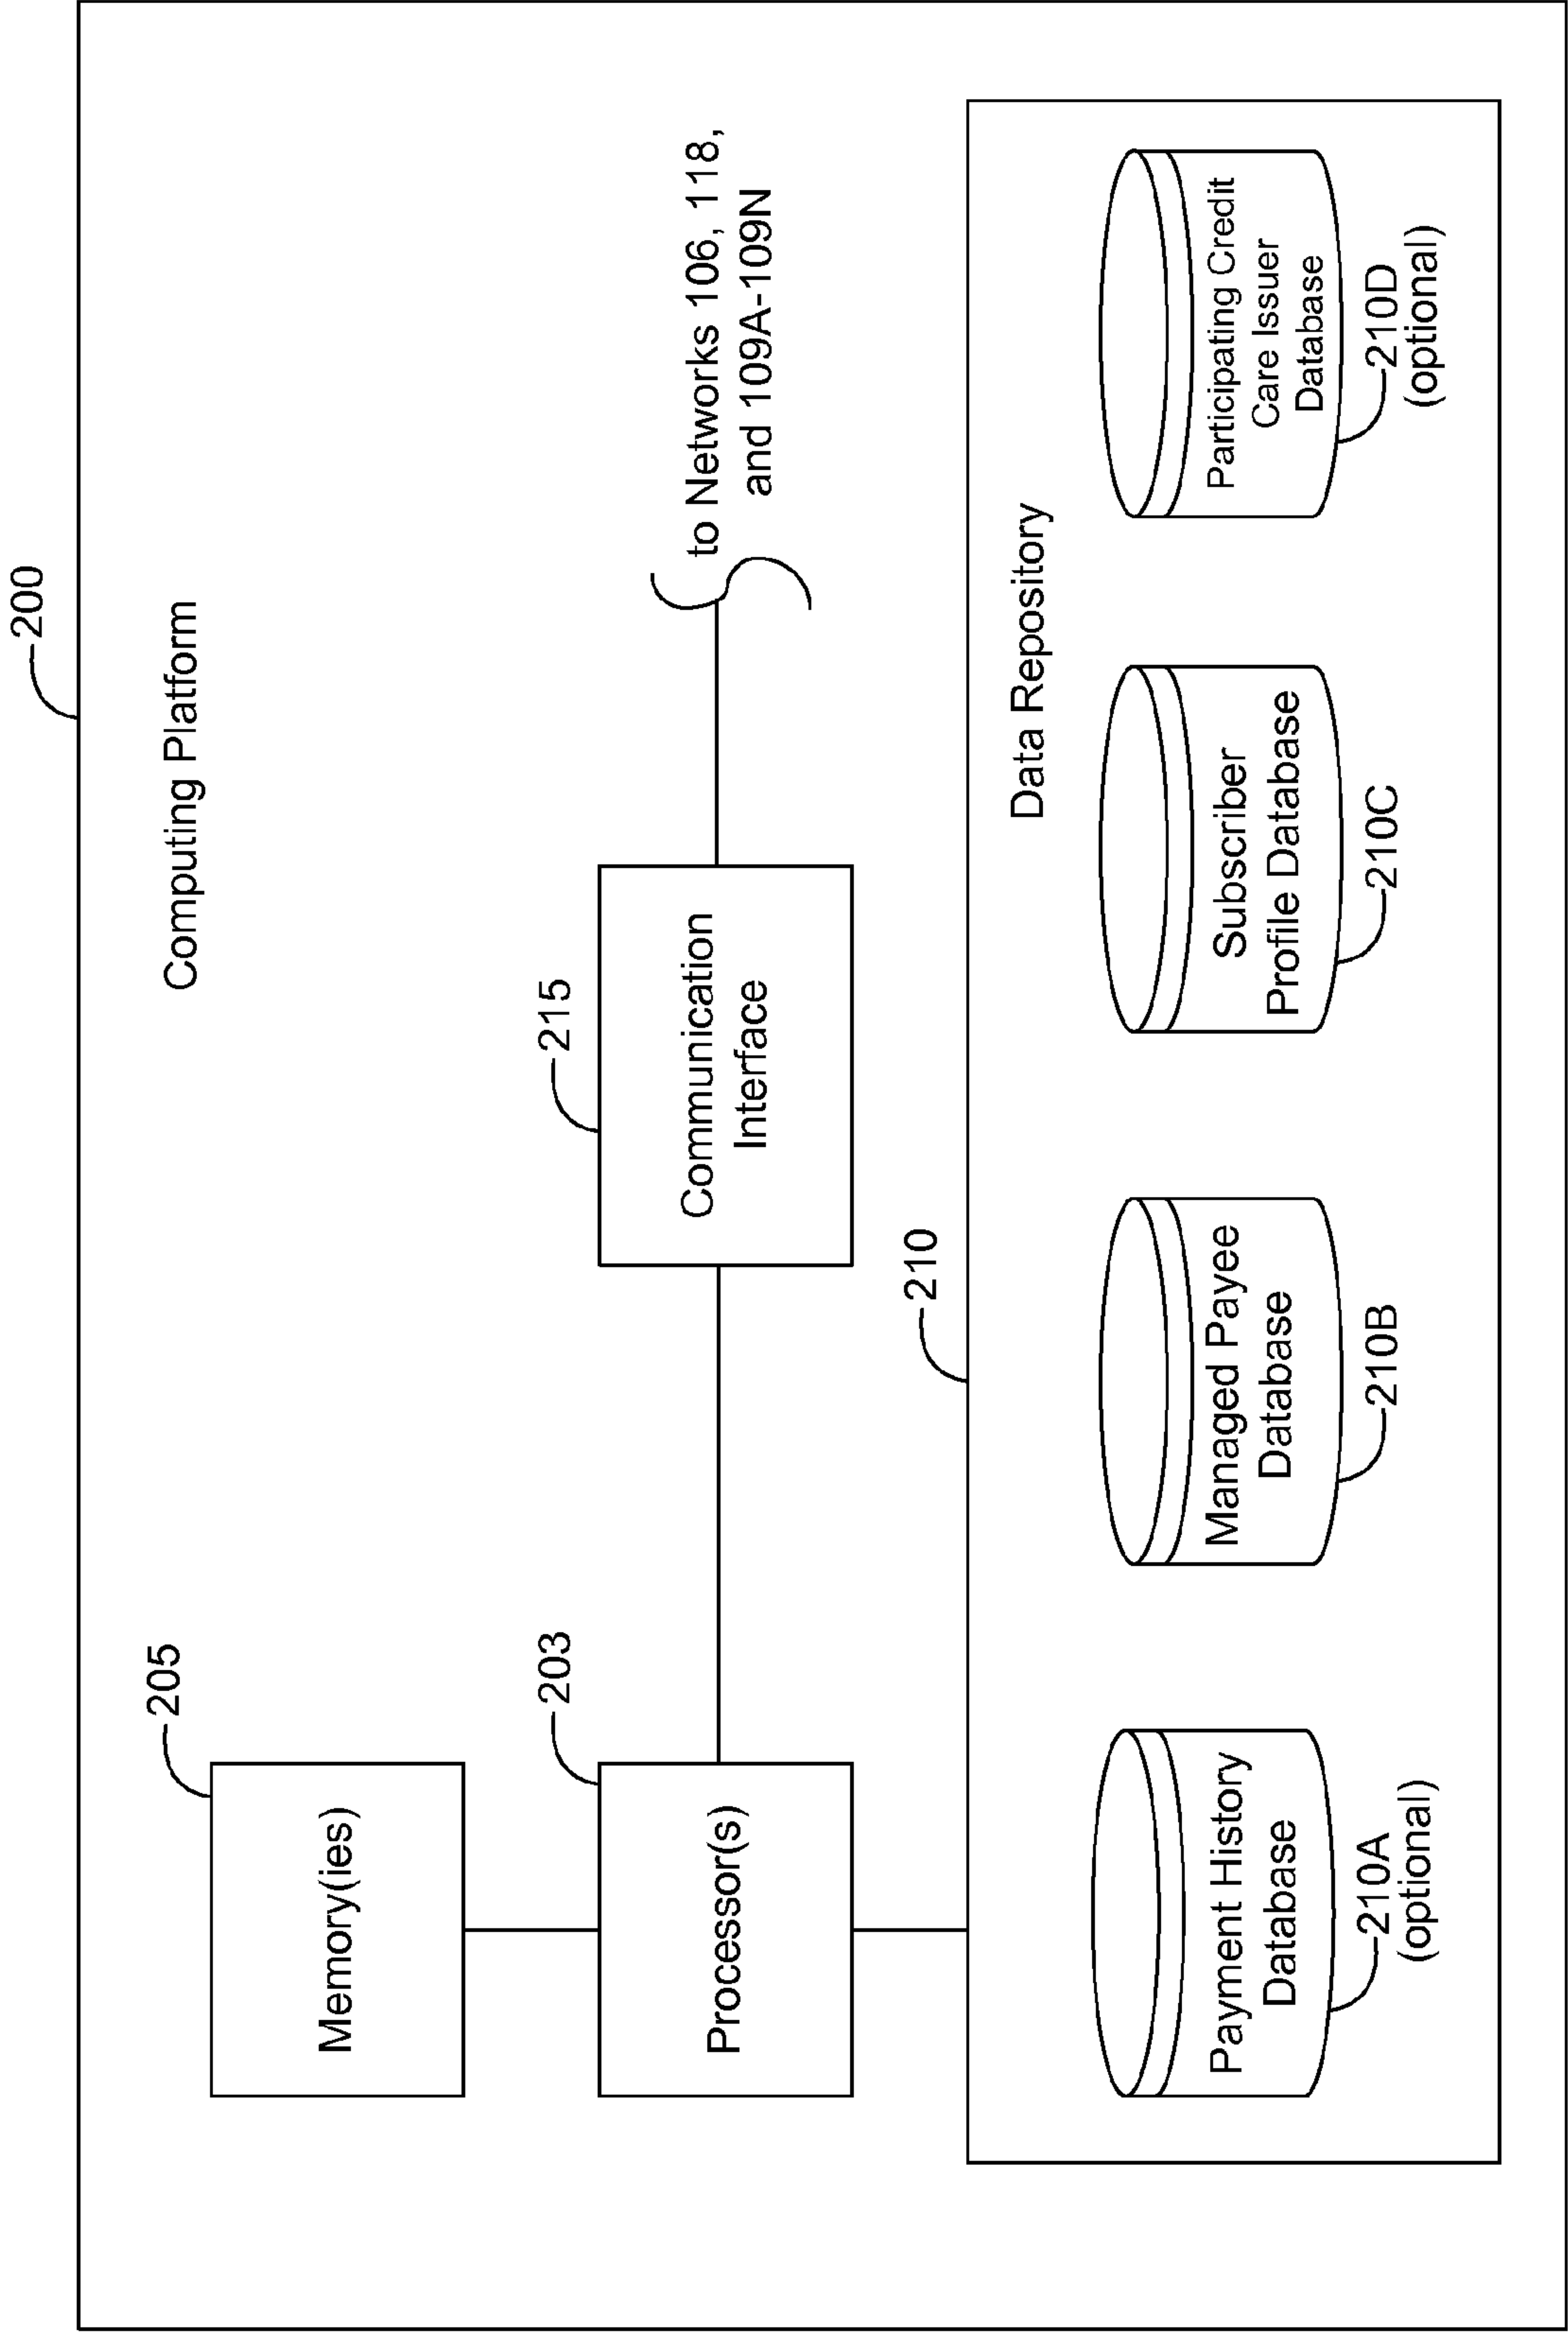 200
Computing Platform
205
Memory(ies)
203
Processor(s)
215
Communication
Interface
to Networks 106, 118,
and 109A-109N
210
Data Repository
Payment History
Database
210A
(optional)
Managed Payee
Database
210B
Subscriber
Profile Database
210C
Participating Credit
Care Issuer
Database
210D
(optional)